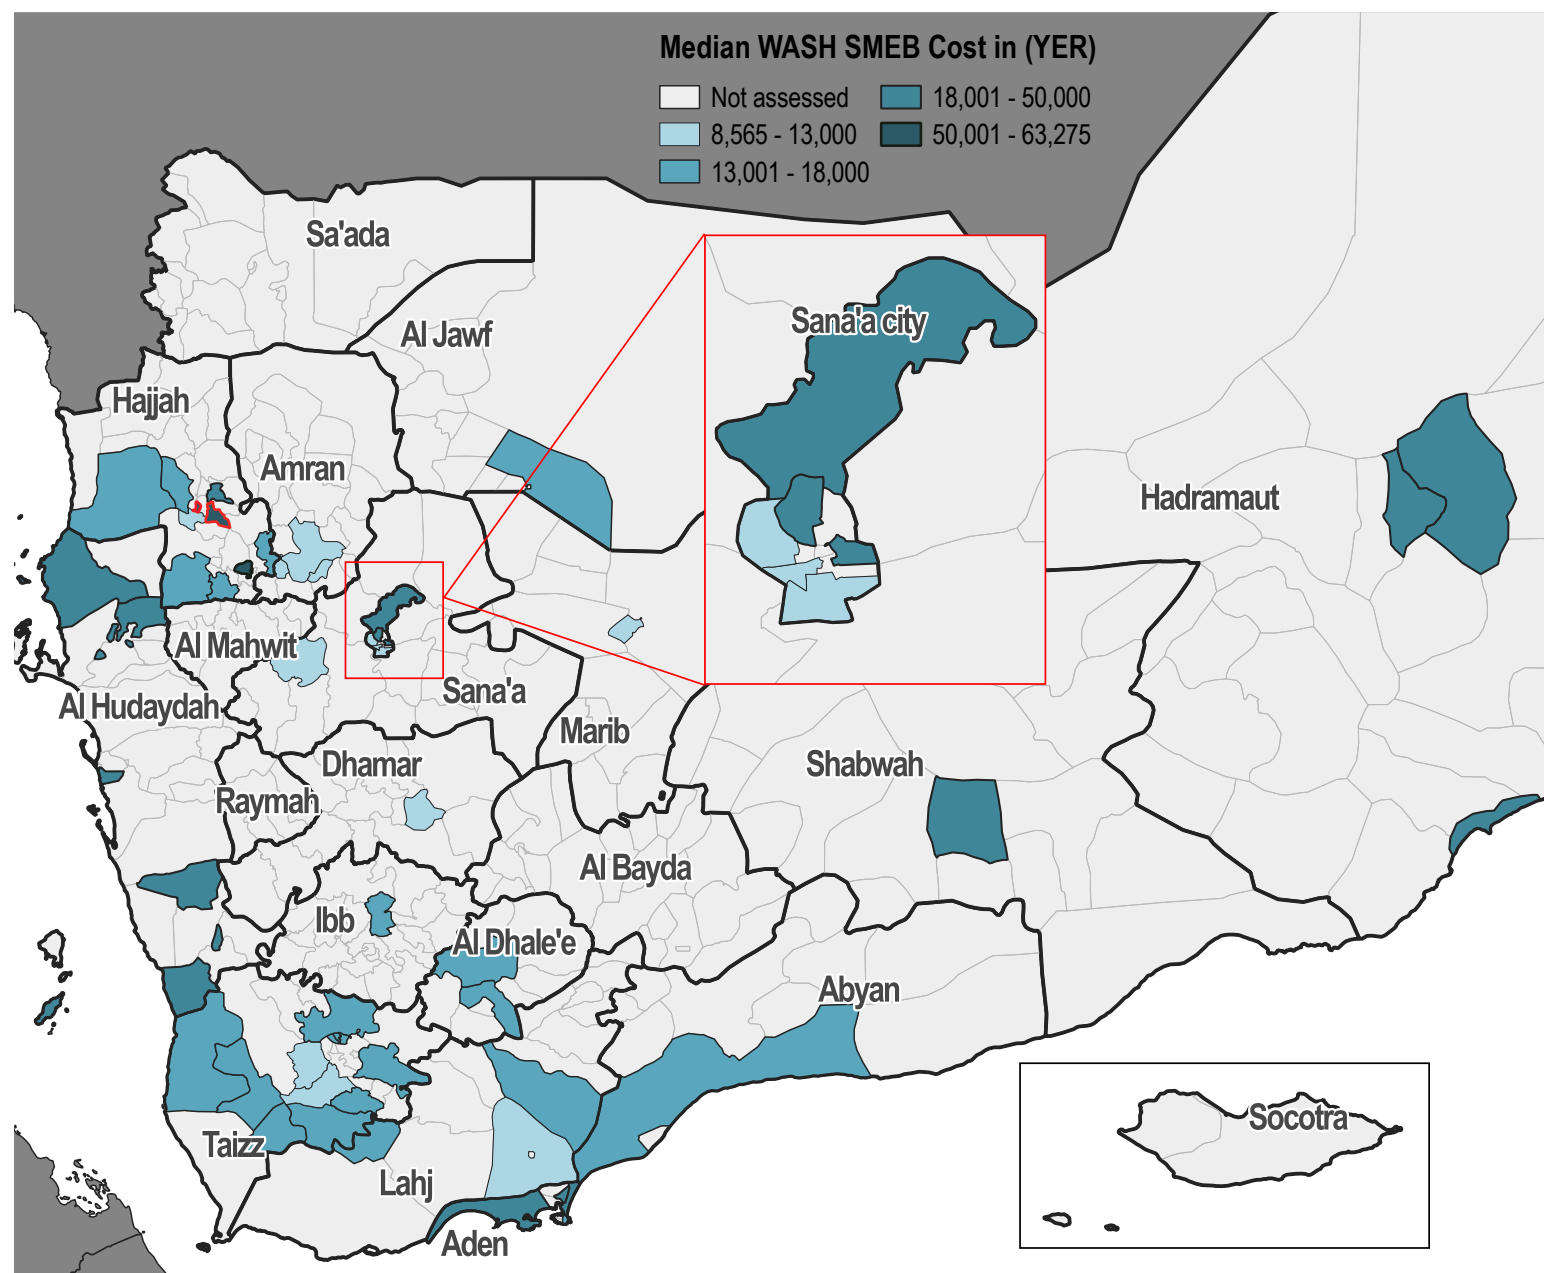 Median WASH SMEB Cost in (YER)
Not assessed
18,001 - 50,000
8,565 - 13,000
50,001 - 63,275
13,001 - 18,000
Sa'ada
Al Jawf
Sana'a city
Hajjah
Amran
Hadramaut
Al Mahwit
Sana'a
Al Hudaydah
Marib
Dhamar
Shabwah
Raymah
Al Bayda
Ibb
Al Dhale'e
Abyan
Socotra
Taizz
Lahj
Aden